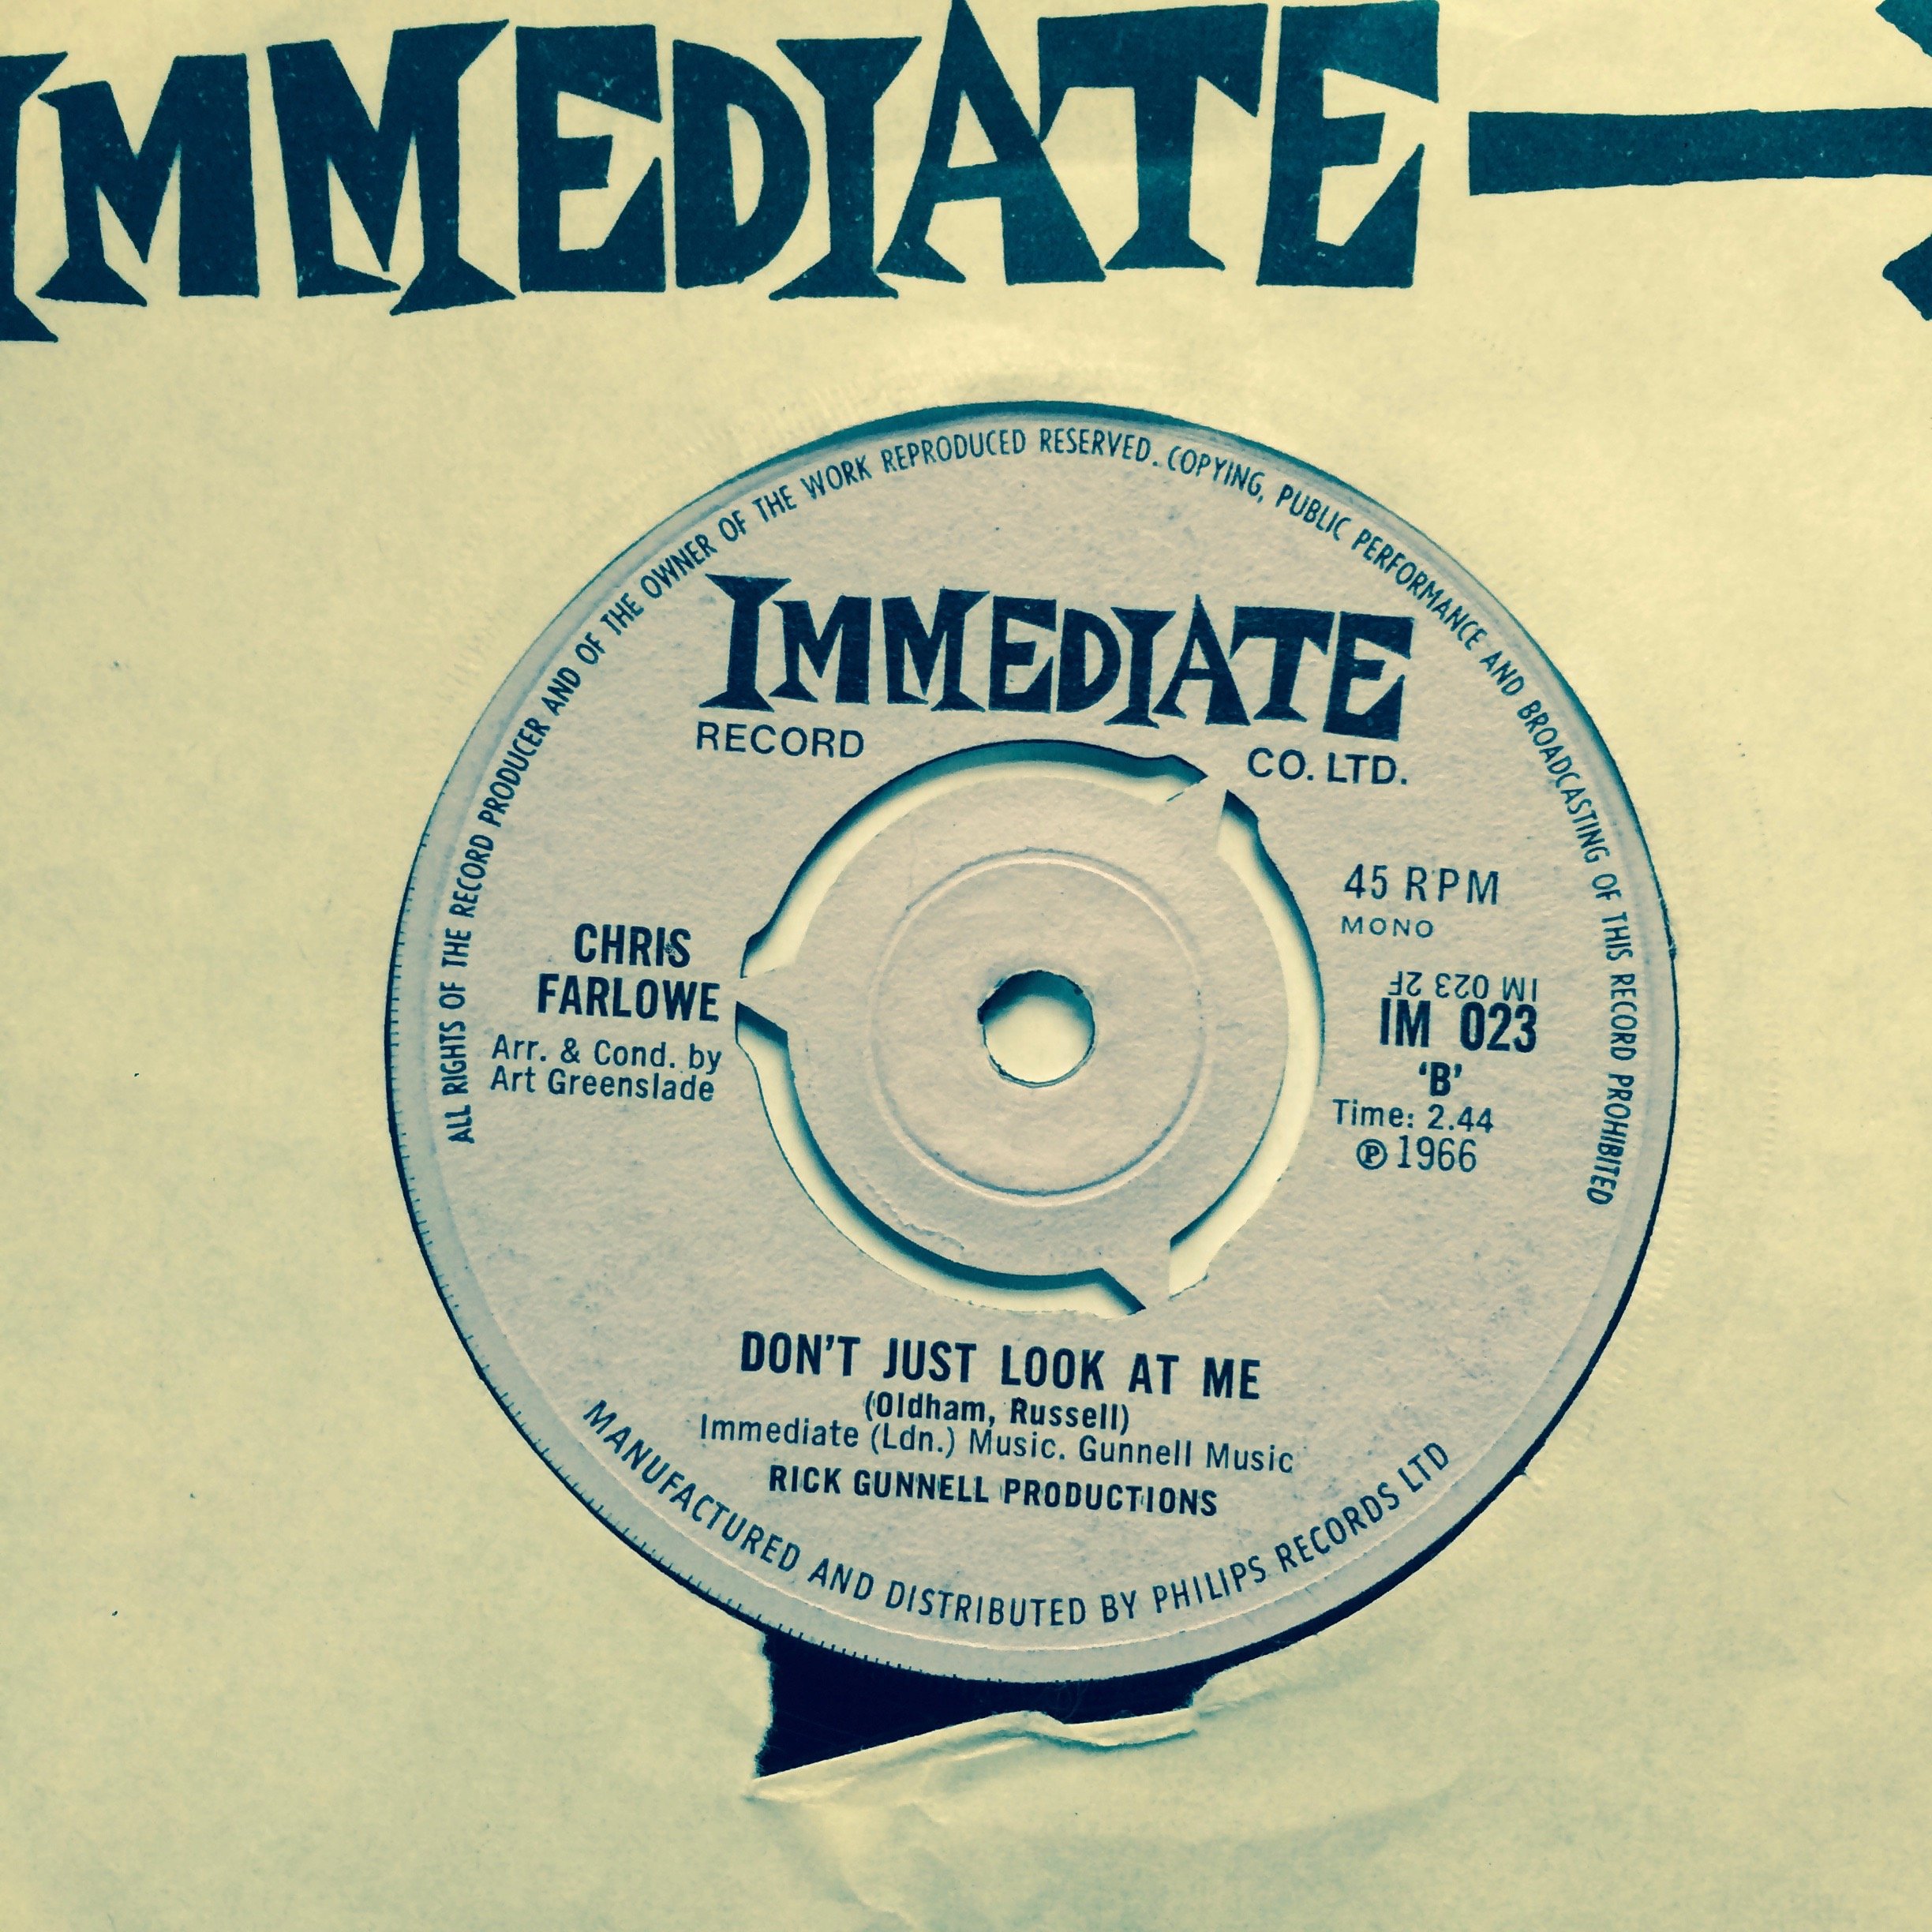 IMMEDIATE
ALL RIGHTS OF THE RECORD PRODUCER AND OF THE OWNER OF THE WORK REPRODUCED RESERVED. COPYING, PUBLIC PERFORMANCE AND BROADCASTING OF THIS RECORD PROHIBITED
IMMEDIATE
RECORD CO. LTD.
45 RPM
MONO
CHRIS
FARLOWE
Arr. & Cond. by
Art Greenslade
IM 023 2F
IM 023
'B'
Time: 2.44
℗ 1966
DON'T JUST LOOK AT ME
(Oldham, Russell)
Immediate (Ldn.) Music. Gunnell Music
RICK GUNNELL PRODUCTIONS
MANUFACTURED AND DISTRIBUTED BY PHILIPS RECORDS LTD